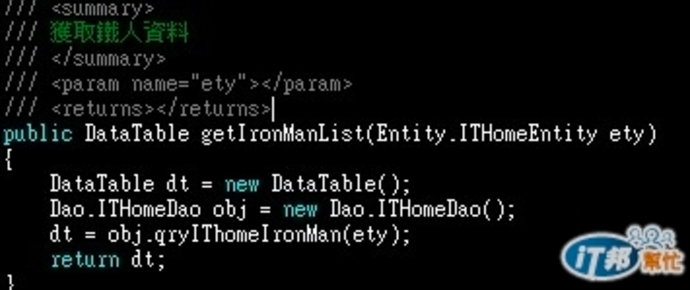 /// <summary>
/// 獲取鐵人資料
/// </summary>
/// <param name="ety"></param>
/// <returns></returns>
public DataTable getIronManList(Entity.ITHomeEntity ety)
{
    DataTable dt = new DataTable();
    Dao.ITHomeDao obj = new Dao.ITHomeDao();
    dt = obj.qryIThomeIronMan(ety);
    return dt;
}
iT邦
幫忙